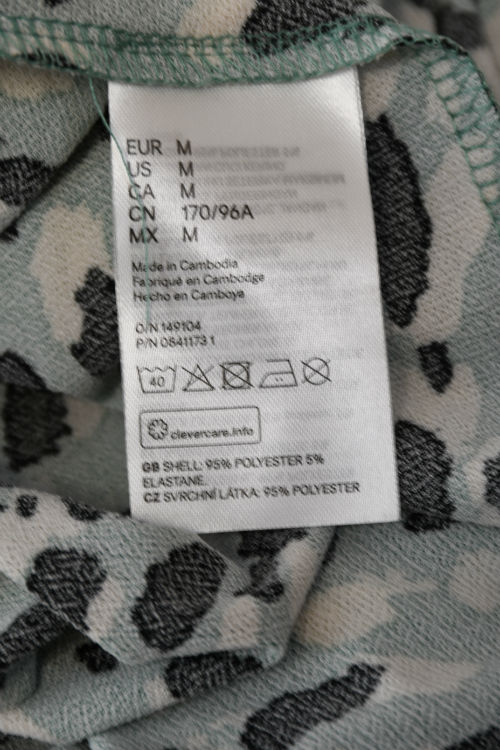 EUR M
US M
CA M
CN 170/96A
MX M
Made in Cambodia
Fabriqué en Cambodge
Hecho en Camboya
O/N 149104
P/N 0841173 1
40
clevercare.info
GB SHELL: 95% POLYESTER 5%
ELASTANE.
CZ SVRCHNÍ LÁTKA: 95% POLYESTER